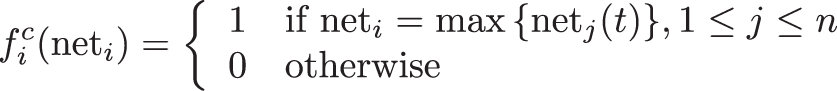 f_i^c(net_i) = { 1 if net_i = max {net_j(t)}, 1 ≤ j ≤ n
0 otherwise